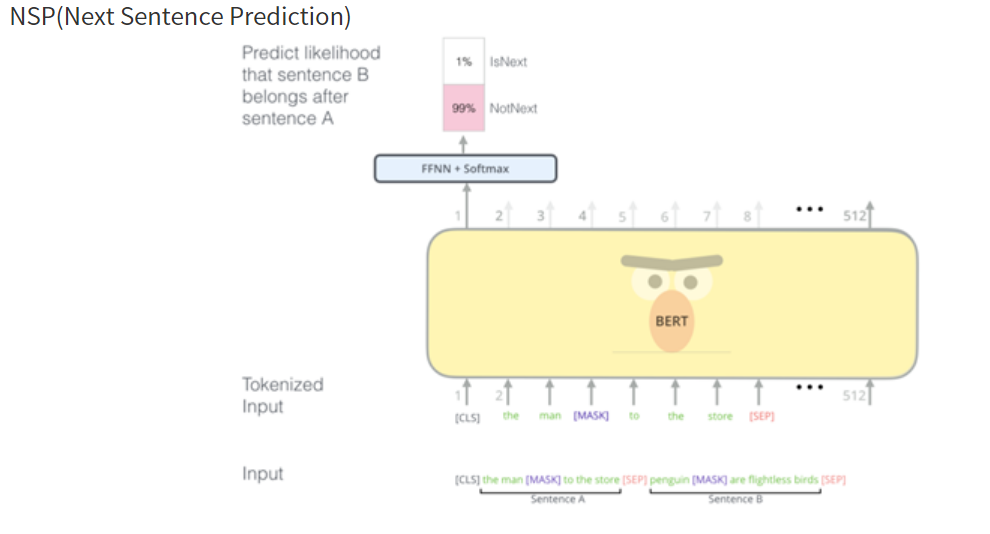 NSP(Next Sentence Prediction)
Predict likelihood
that sentence B
belongs after
sentence A
1% IsNext
99% NotNext
FFNN + Softmax
1 2 3 4 5 6 7 8 ••• 512
BERT
Tokenized
Input
1 2 ••• 512
[CLS] the man [MASK] to the store [SEP]
Input
[CLS] the man [MASK] to the store [SEP] penguin [MASK] are flightless birds [SEP]
Sentence A Sentence B